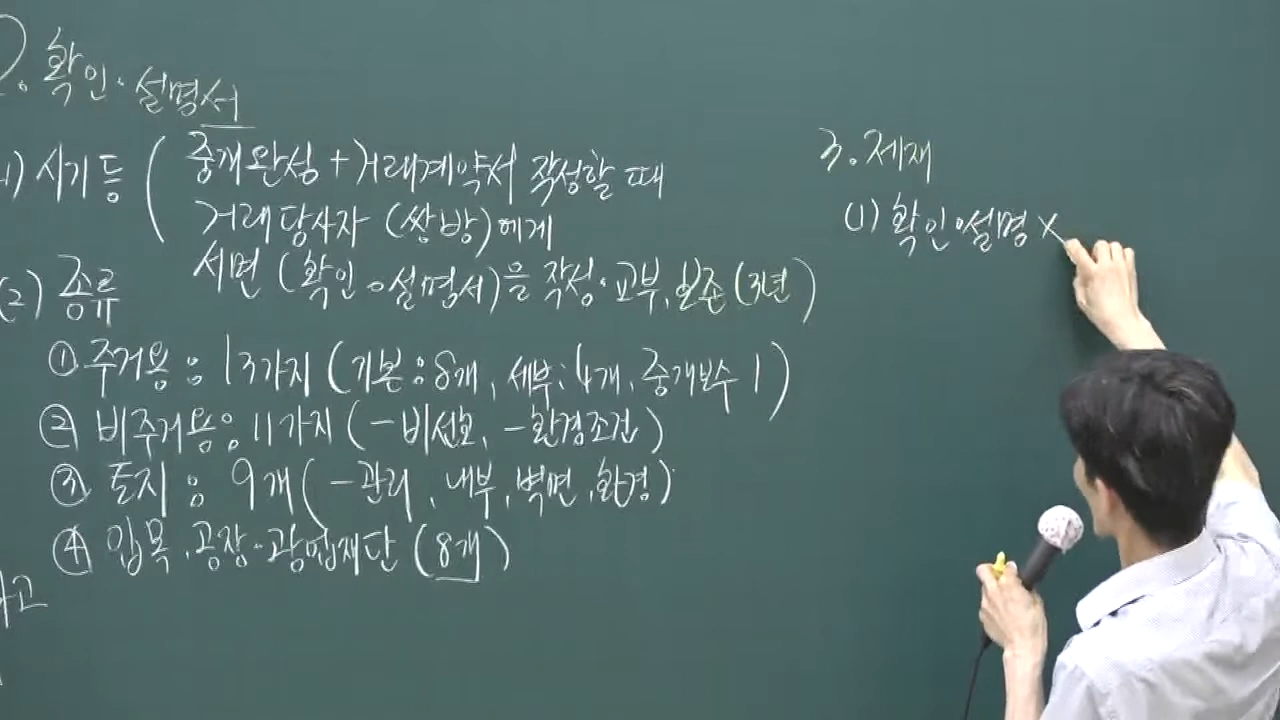 2. 확인·설명서
(1) 시기등 ( 중개완성 + 거래계약서 작성할 때
거래당사자 (쌍방)에게
서면 (확인·설명서)을 작성·교부, 보존 (3년)
(2) 종류
① 주거용 : 13가지 (기본:8개, 세부:4개, 중개보수 1)
② 비주거용: 11가지 (-비선호, -환경조건)
③ 토지 : 9개 (-관리, 내부, 벽면, 환경)
④ 입목·공장·광업재단 (8개)
고
3. 제재
(1) 확인·설명 X